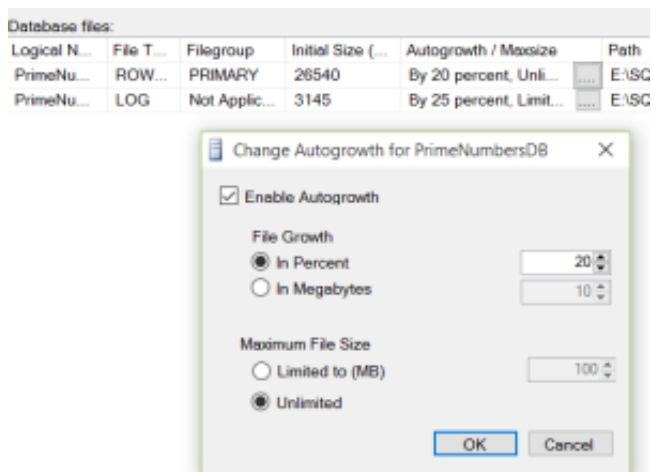 Database files:
Logical N... File T... Filegroup Initial Size (... Autogrowth / Maxsize Path
PrimeNu... ROW... PRIMARY 26540 By 20 percent, Unli... .... E:\SQ
PrimeNu... LOG Not Applic... 3145 By 25 percent, Limit... .... E:\SQ
Change Autogrowth for PrimeNumbersDB
Enable Autogrowth
File Growth
In Percent 20
In Megabytes 10
Maximum File Size
Limited to (MB) 100
Unlimited
OK Cancel